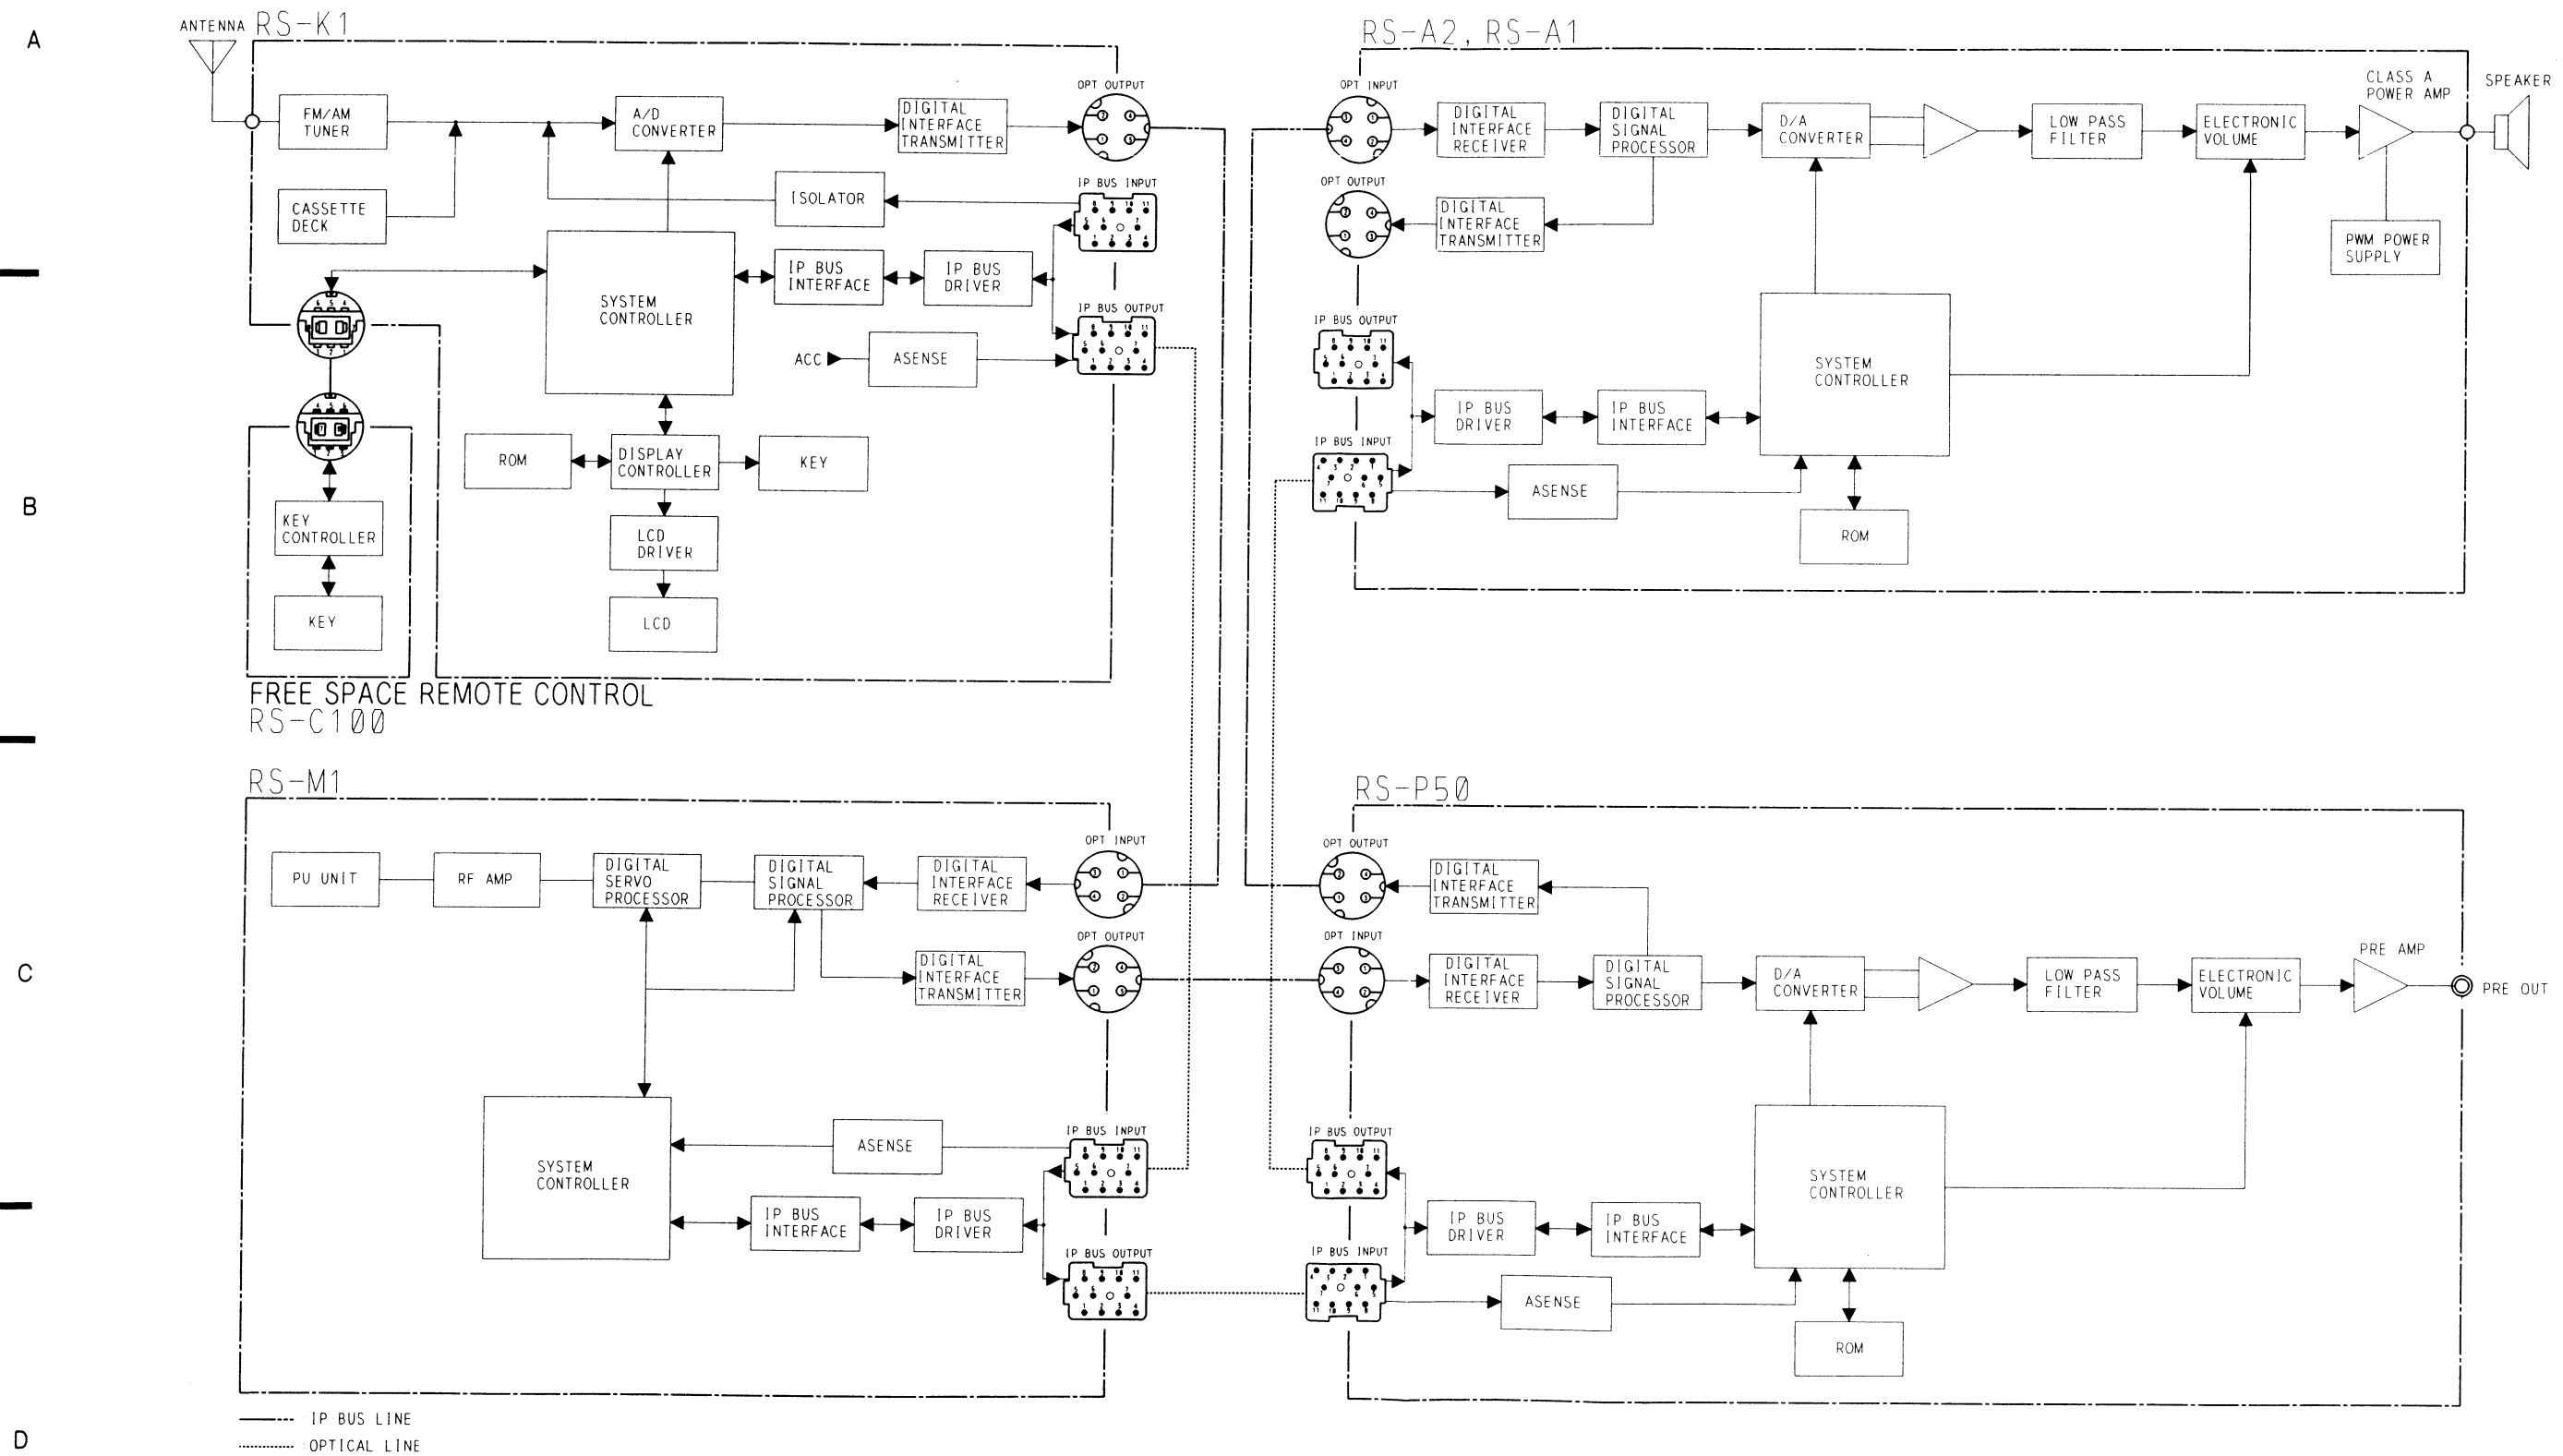 A
B
C
D
ANTENNA
RS-K1
FM/AM
TUNER
CASSETTE
DECK
A/D
CONVERTER
DIGITAL
INTERFACE
TRANSMITTER
OPT OUTPUT
ISOLATOR
IP BUS INPUT
SYSTEM
CONTROLLER
IP BUS
INTERFACE
IP BUS
DRIVER
IP BUS OUTPUT
ACC
ASENSE
ROM
DISPLAY
CONTROLLER
KEY
LCD
DRIVER
LCD
KEY
CONTROLLER
KEY
FREE SPACE REMOTE CONTROL
RS-C100
RS-A2, RS-A1
OPT INPUT
DIGITAL
INTERFACE
RECEIVER
DIGITAL
SIGNAL
PROCESSOR
D/A
CONVERTER
LOW PASS
FILTER
ELECTRONIC
VOLUME
CLASS A
POWER AMP
SPEAKER
OPT OUTPUT
DIGITAL
INTERFACE
TRANSMITTER
PWM POWER
SUPPLY
IP BUS OUTPUT
SYSTEM
CONTROLLER
IP BUS
DRIVER
IP BUS
INTERFACE
IP BUS INPUT
ASENSE
ROM
RS-M1
PU UNIT
RF AMP
DIGITAL
SERVO
PROCESSOR
DIGITAL
SIGNAL
PROCESSOR
DIGITAL
INTERFACE
RECEIVER
OPT INPUT
DIGITAL
INTERFACE
TRANSMITTER
OPT OUTPUT
SYSTEM
CONTROLLER
ASENSE
IP BUS INPUT
IP BUS
INTERFACE
IP BUS
DRIVER
IP BUS OUTPUT
RS-P50
OPT OUTPUT
DIGITAL
INTERFACE
TRANSMITTER
OPT INPUT
DIGITAL
INTERFACE
RECEIVER
DIGITAL
SIGNAL
PROCESSOR
D/A
CONVERTER
LOW PASS
FILTER
ELECTRONIC
VOLUME
PRE AMP
PRE OUT
IP BUS OUTPUT
SYSTEM
CONTROLLER
IP BUS
DRIVER
IP BUS
INTERFACE
IP BUS INPUT
ASENSE
ROM
IP BUS LINE
OPTICAL LINE